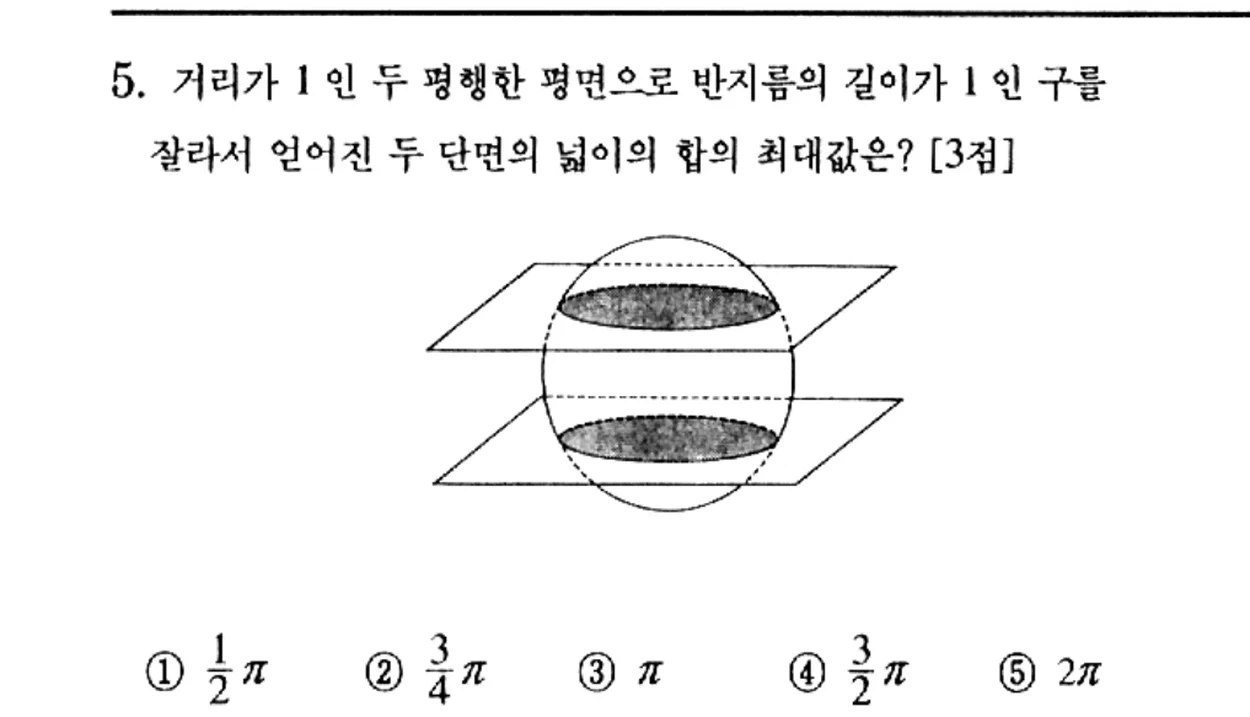 5. 거리가 1 인 두 평행한 평면으로 반지름의 길이가 1 인 구를
잘라서 얻어진 두 단면의 넓이의 합의 최대값은? [3점]
① 1/2 π ② 3/4 π ③ π ④ 3/2 π ⑤ 2π